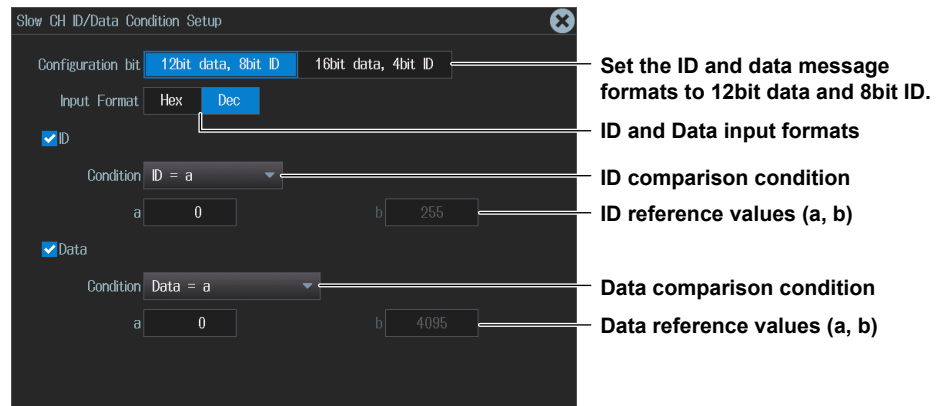 Slow CH ID/Data Condition Setup
Configuration bit 12bit data, 8bit ID 16bit data, 4bit ID
Set the ID and data message
formats to 12bit data and 8bit ID.
Input Format Hex Dec
ID and Data input formats
ID
Condition ID = a
ID comparison condition
a 0 b 255
ID reference values (a, b)
Data
Condition Data = a
Data comparison condition
a 0 b 4095
Data reference values (a, b)